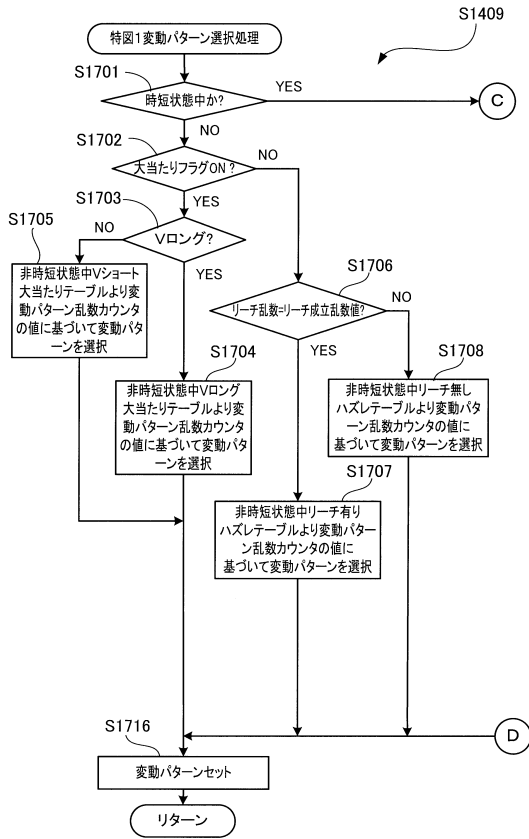 S1409
特図1変動パターン選択処理
S1701
時短状態中か?
YES
C
NO
S1702
大当たりフラグON?
NO
YES
S1703
Vロング?
NO
YES
S1705
非時短状態中Vショート
大当たりテーブルより変
動パターン乱数カウンタ
の値に基づいて変動パタ
ーンを選択
S1706
リーチ乱数=リーチ成立乱数値?
NO
YES
S1704
非時短状態中Vロング
大当たりテーブルより変
動パターン乱数カウンタ
の値に基づいて変動パタ
ーンを選択
S1708
非時短状態中リーチ無し
ハズレテーブルより変動パタ
ーン乱数カウンタの値に
基づいて変動パターンを選択
S1707
非時短状態中リーチ有り
ハズレテーブルより変動パター
ン乱数カウンタの値に
基づいて変動パターンを選択
D
S1716
変動パターンセット
リターン